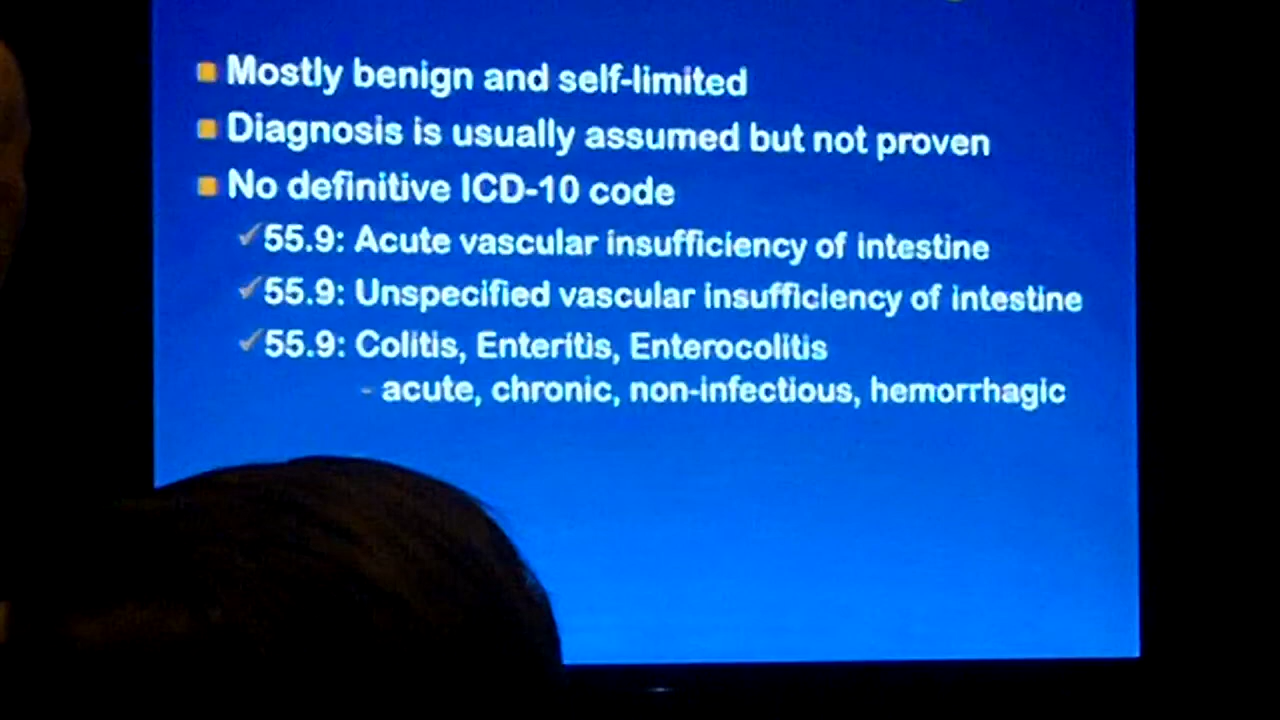 Mostly benign and self-limited
Diagnosis is usually assumed but not proven
No definitive ICD-10 code
55.9: Acute vascular insufficiency of intestine
55.9: Unspecified vascular insufficiency of intestine
55.9: Colitis, Enteritis, Enterocolitis
- acute, chronic, non-infectious, hemorrhagic